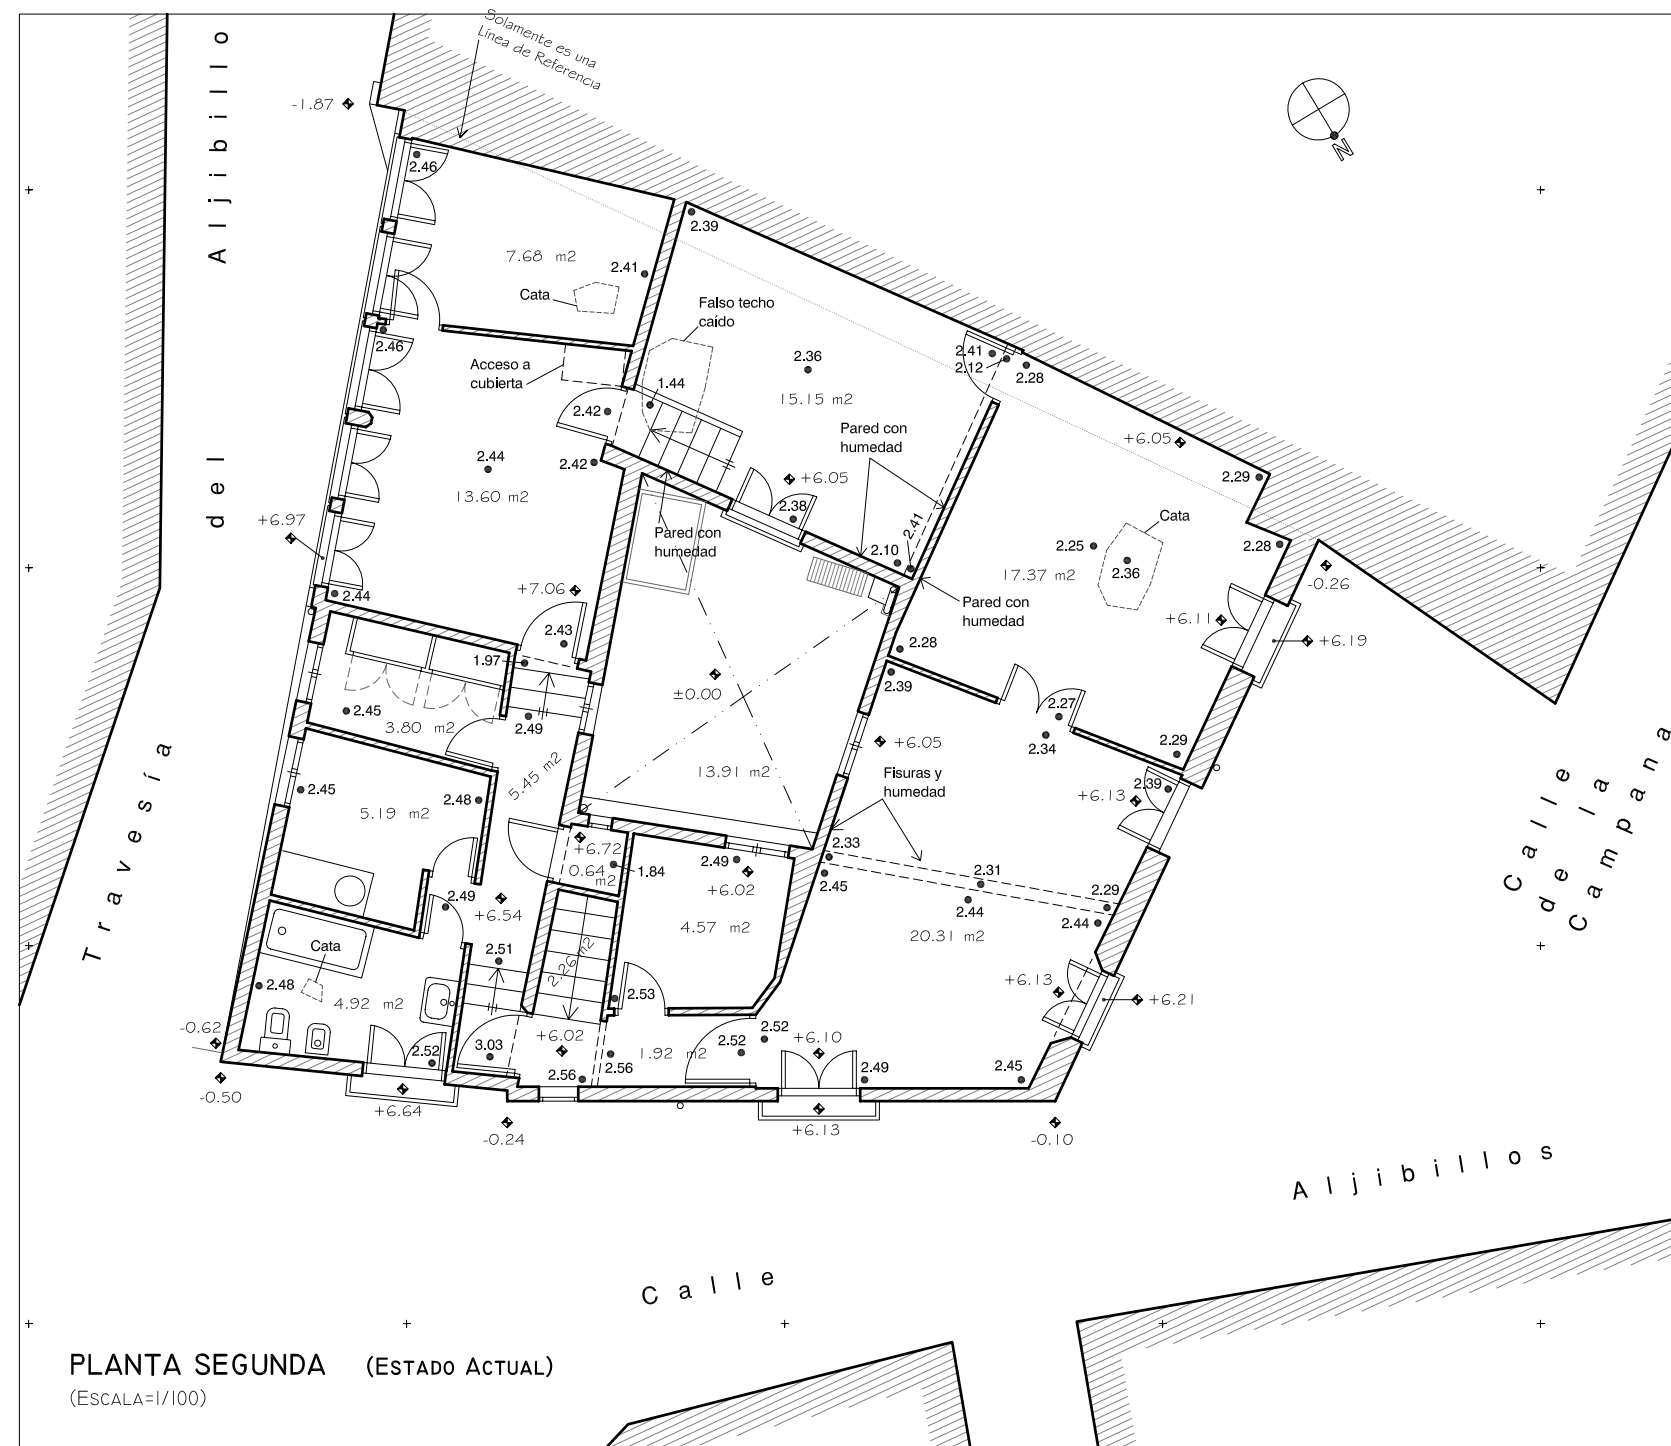 Solamente es una
Línea de Referencia
-1.87
N
Travesía
del
Aljibillo
2.46
2.39
7.68 m2
2.41
Cata
Falso techo
caído
2.46
Acceso a
cubierta
1.44
2.36
2.41
2.12
2.28
15.15 m2
2.42
Pared con
humedad
+6.05
2.44
2.42
+6.05
2.29
13.60 m2
2.38
+6.97
Pared con
humedad
2.41
2.10
Cata
2.25
2.36
2.28
17.37 m2
-0.26
2.44
+7.06
Pared con
humedad
+6.11
+6.19
2.43
1.97
2.28
±0.00
2.39
2.45
3.80 m2
2.49
2.27
2.34
+6.05
2.29
5.45 m2
13.91 m2
Fisuras y
humedad
2.45
2.48
5.19 m2
+6.13
2.39
+6.72
0.64
m2
1.84
2.49
+6.02
2.33
2.45
2.31
2.29
2.49
+6.54
2.44
2.44
4.57 m2
20.31 m2
Cata
2.51
2.26 m2
2.48
4.92 m2
2.53
+6.13
+6.21
-0.62
2.52
3.03
+6.02
2.56
2.56
1.92 m2
2.52
2.52
+6.10
2.49
2.45
-0.50
+6.64
-0.24
+6.13
-0.10
Calle
de la
Campana
Calle
Aljibillos
PLANTA SEGUNDA (ESTADO ACTUAL)
(ESCALA=1/100)